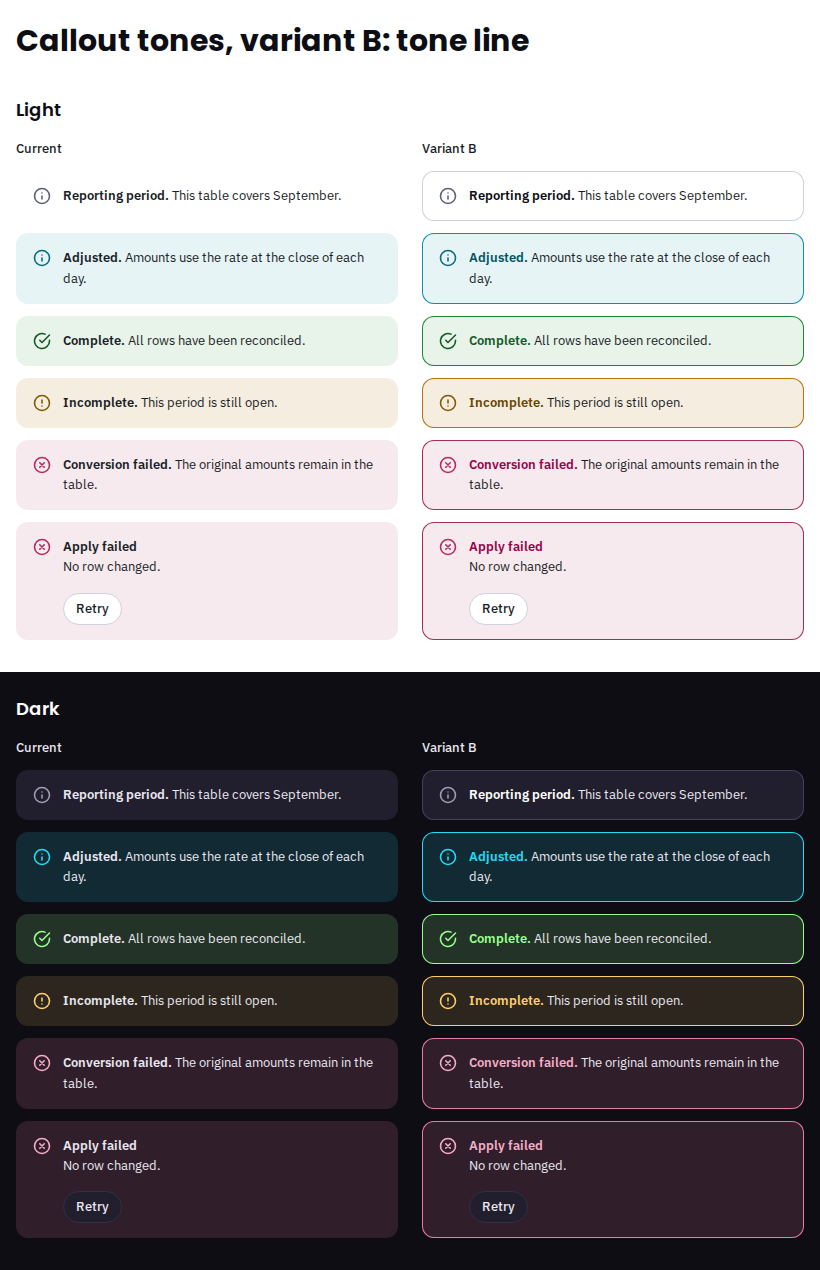 Callout tones, variant B: tone line
Light
Current
Reporting period. This table covers September.
Adjusted. Amounts use the rate at the close of each
day.
Complete. All rows have been reconciled.
Incomplete. This period is still open.
Conversion failed. The original amounts remain in the
table.
Apply failed
No row changed.
Retry
Variant B
Reporting period. This table covers September.
Adjusted. Amounts use the rate at the close of each
day.
Complete. All rows have been reconciled.
Incomplete. This period is still open.
Conversion failed. The original amounts remain in the
table.
Apply failed
No row changed.
Retry
Dark
Current
Reporting period. This table covers September.
Adjusted. Amounts use the rate at the close of each
day.
Complete. All rows have been reconciled.
Incomplete. This period is still open.
Conversion failed. The original amounts remain in the
table.
Apply failed
No row changed.
Retry
Variant B
Reporting period. This table covers September.
Adjusted. Amounts use the rate at the close of each
day.
Complete. All rows have been reconciled.
Incomplete. This period is still open.
Conversion failed. The original amounts remain in the
table.
Apply failed
No row changed.
Retry